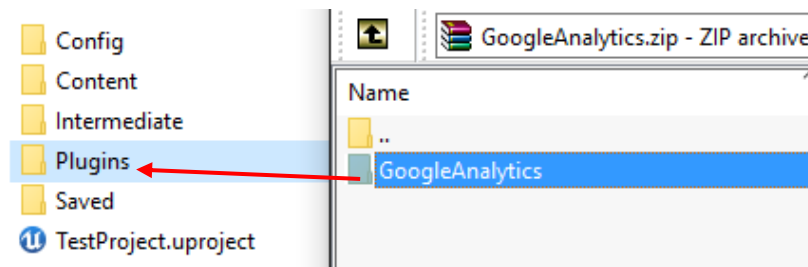 Config
Content
Intermediate
Plugins
Saved
TestProject.uproject
GoogleAnalytics.zip - ZIP archive
Name
..
GoogleAnalytics